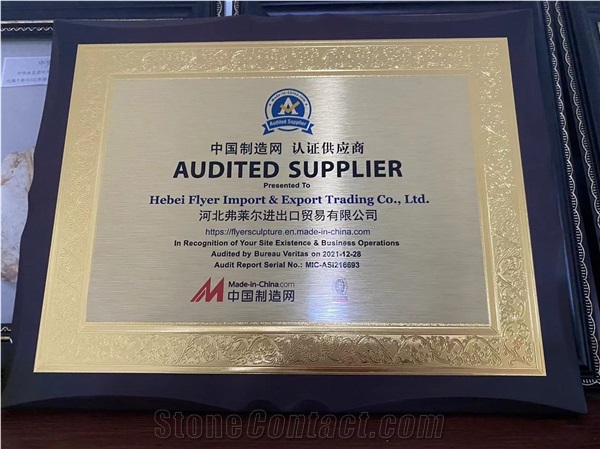 Audited Supplier
中国制造网 认证供应商
AUDITED SUPPLIER
Presented To
Hebei Flyer Import & Export Trading Co., Ltd.
河北弗莱尔进出口贸易有限公司
https://flyersculpture.en.made-in-china.com
In Recognition of Your Site Existence & Business Operations
Audited by Bureau Veritas on 2021-12-28
Audit Report Serial No.: MIC-ASI216693
Made-in-China.com
中国制造网
StoneContact.com